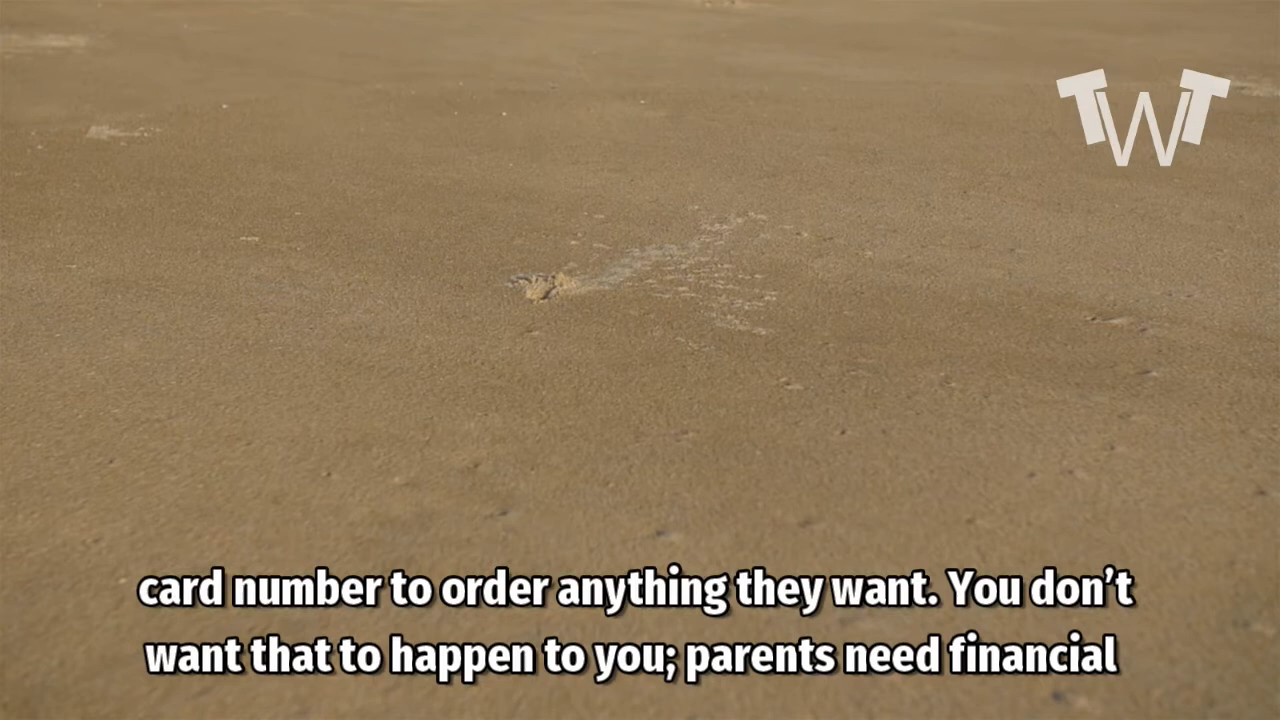 TWT
card number to order anything they want. You don’t
want that to happen to you; parents need financial